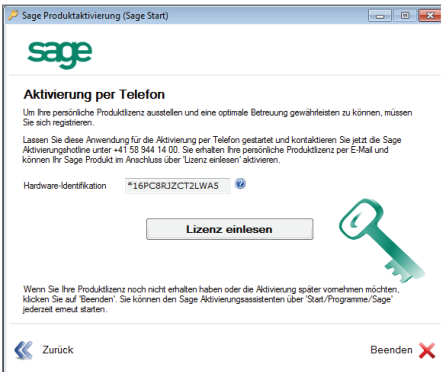 Sage Produktaktivierung (Sage Start)
sage
Aktivierung per Telefon
Um Ihre persönliche Produktlizenz ausstellen und eine optimale Betreuung gewährleisten zu können, müssen
Sie sich registrieren.
Lassen Sie diese Anwendung für die Aktivierung per Telefon gestartet und kontaktieren Sie jetzt die Sage
Aktivierungshotline unter +41 58 944 14 00. Sie erhalten Ihre persönliche Produktlizenz per E-Mail und
können Ihr Sage Produkt im Anschluss über 'Lizenz einlesen' aktivieren.
Hardware-Identifikation *16PC8RJZCT2LWA5 ?
Lizenz einlesen
Wenn Sie Ihre Produktlizenz noch nicht erhalten haben oder die Aktivierung später vornehmen möchten,
klicken Sie auf 'Beenden'. Sie können den Sage Aktivierungsassistenten über 'Start/Programme/Sage'
jederzeit erneut starten.
Zurück Beenden